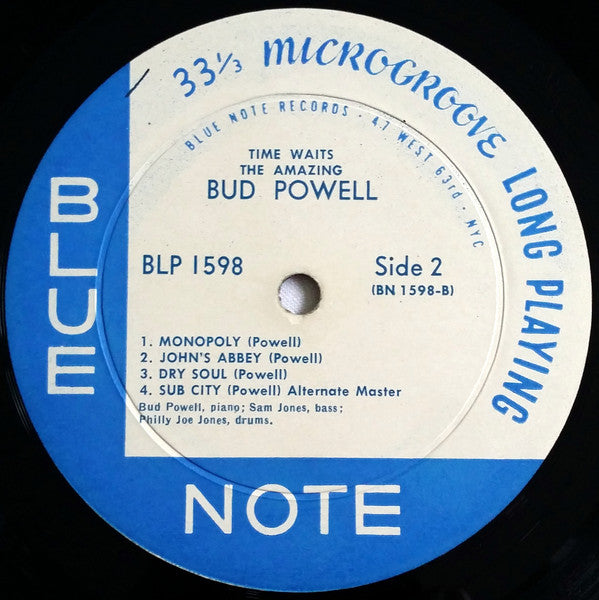 33⅓ MICROGROOVE LONG PLAYING
BLUE NOTE RECORDS · 47 WEST 63rd · NYC
TIME WAITS
THE AMAZING
BUD POWELL
BLP 1598 Side 2
(BN 1598-B)
1. MONOPOLY (Powell)
2. JOHN'S ABBEY (Powell)
3. DRY SOUL (Powell)
4. SUB CITY (Powell) Alternate Master
Bud Powell, piano; Sam Jones, bass;
Philly Joe Jones, drums.
BLUE
NOTE